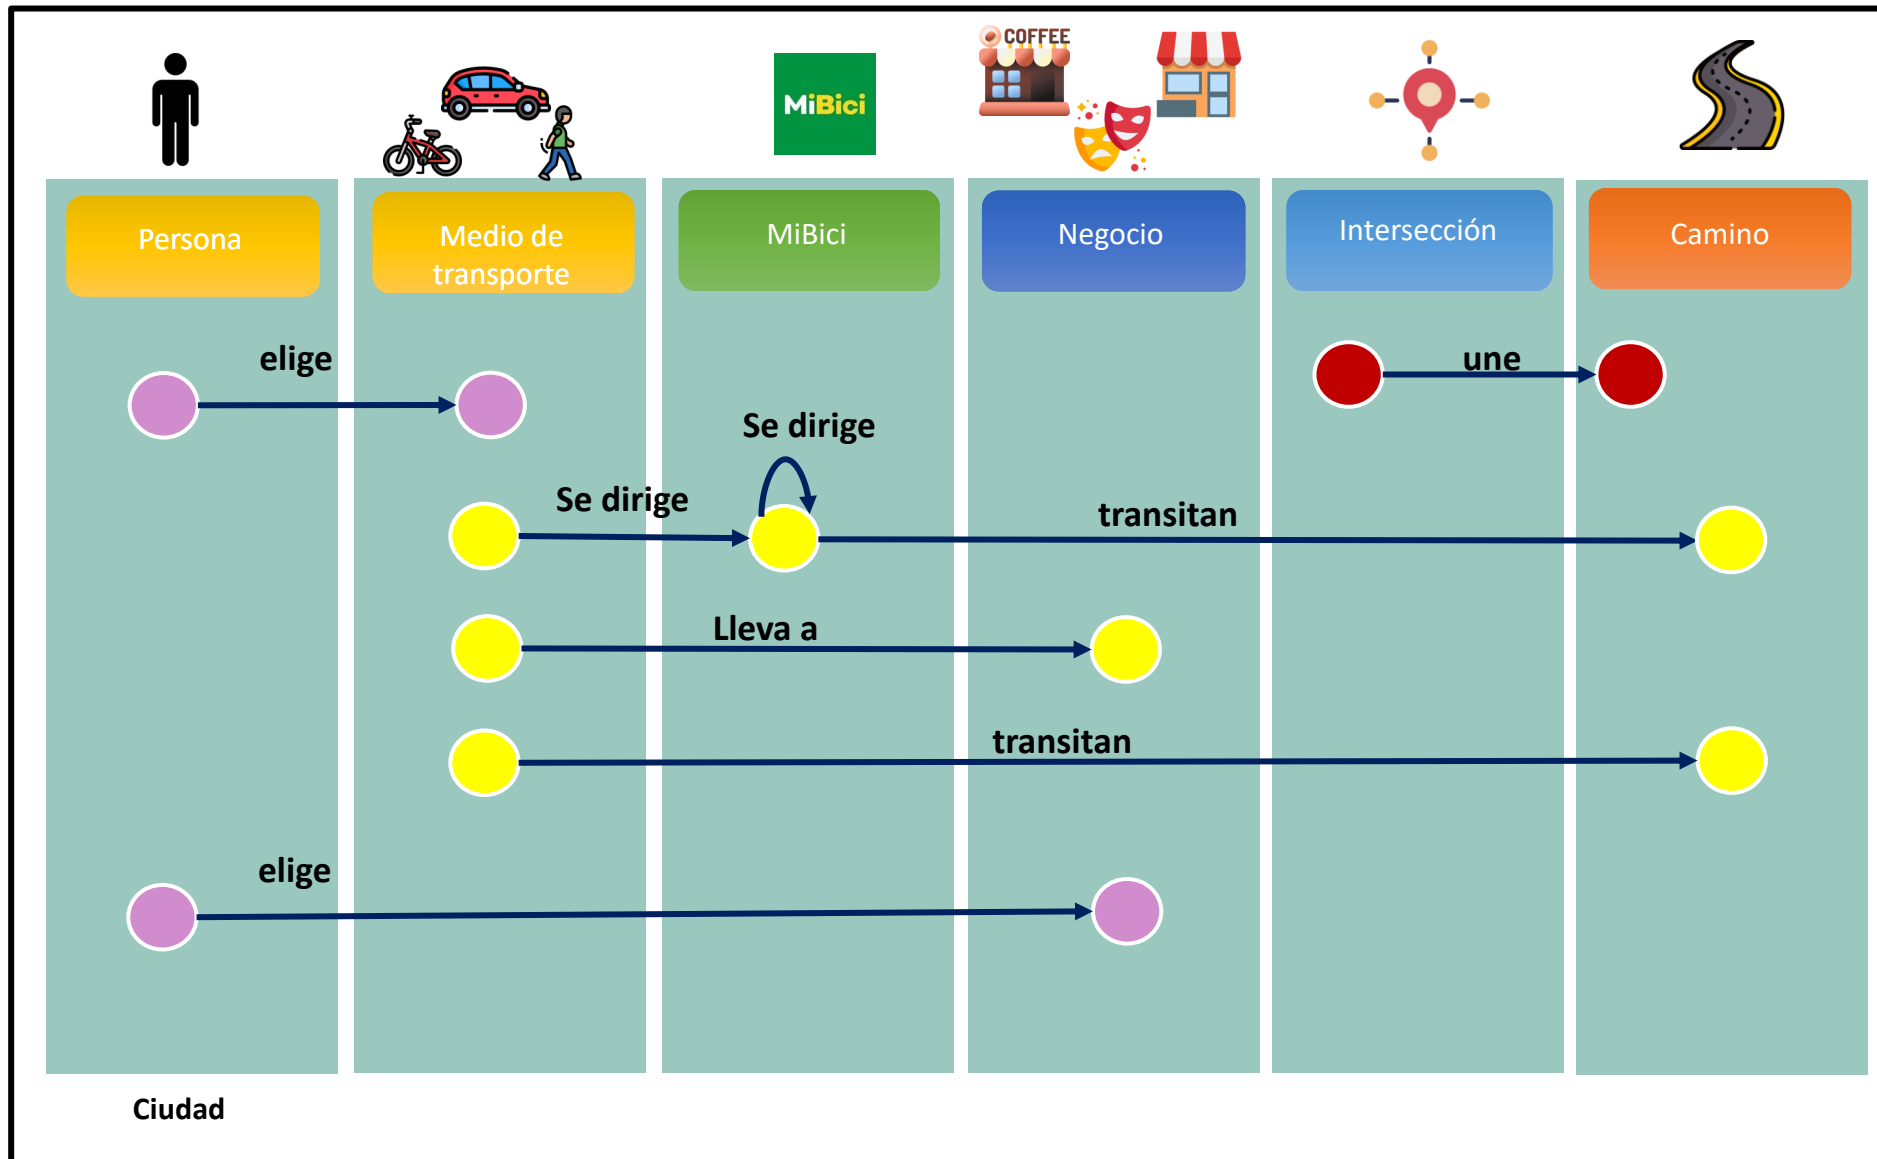 COFFEE
MiBici
Persona
Medio de
transporte
MiBici
Negocio
Intersección
Camino
elige
une
Se dirige
Se dirige
transitan
Lleva a
transitan
elige
Ciudad